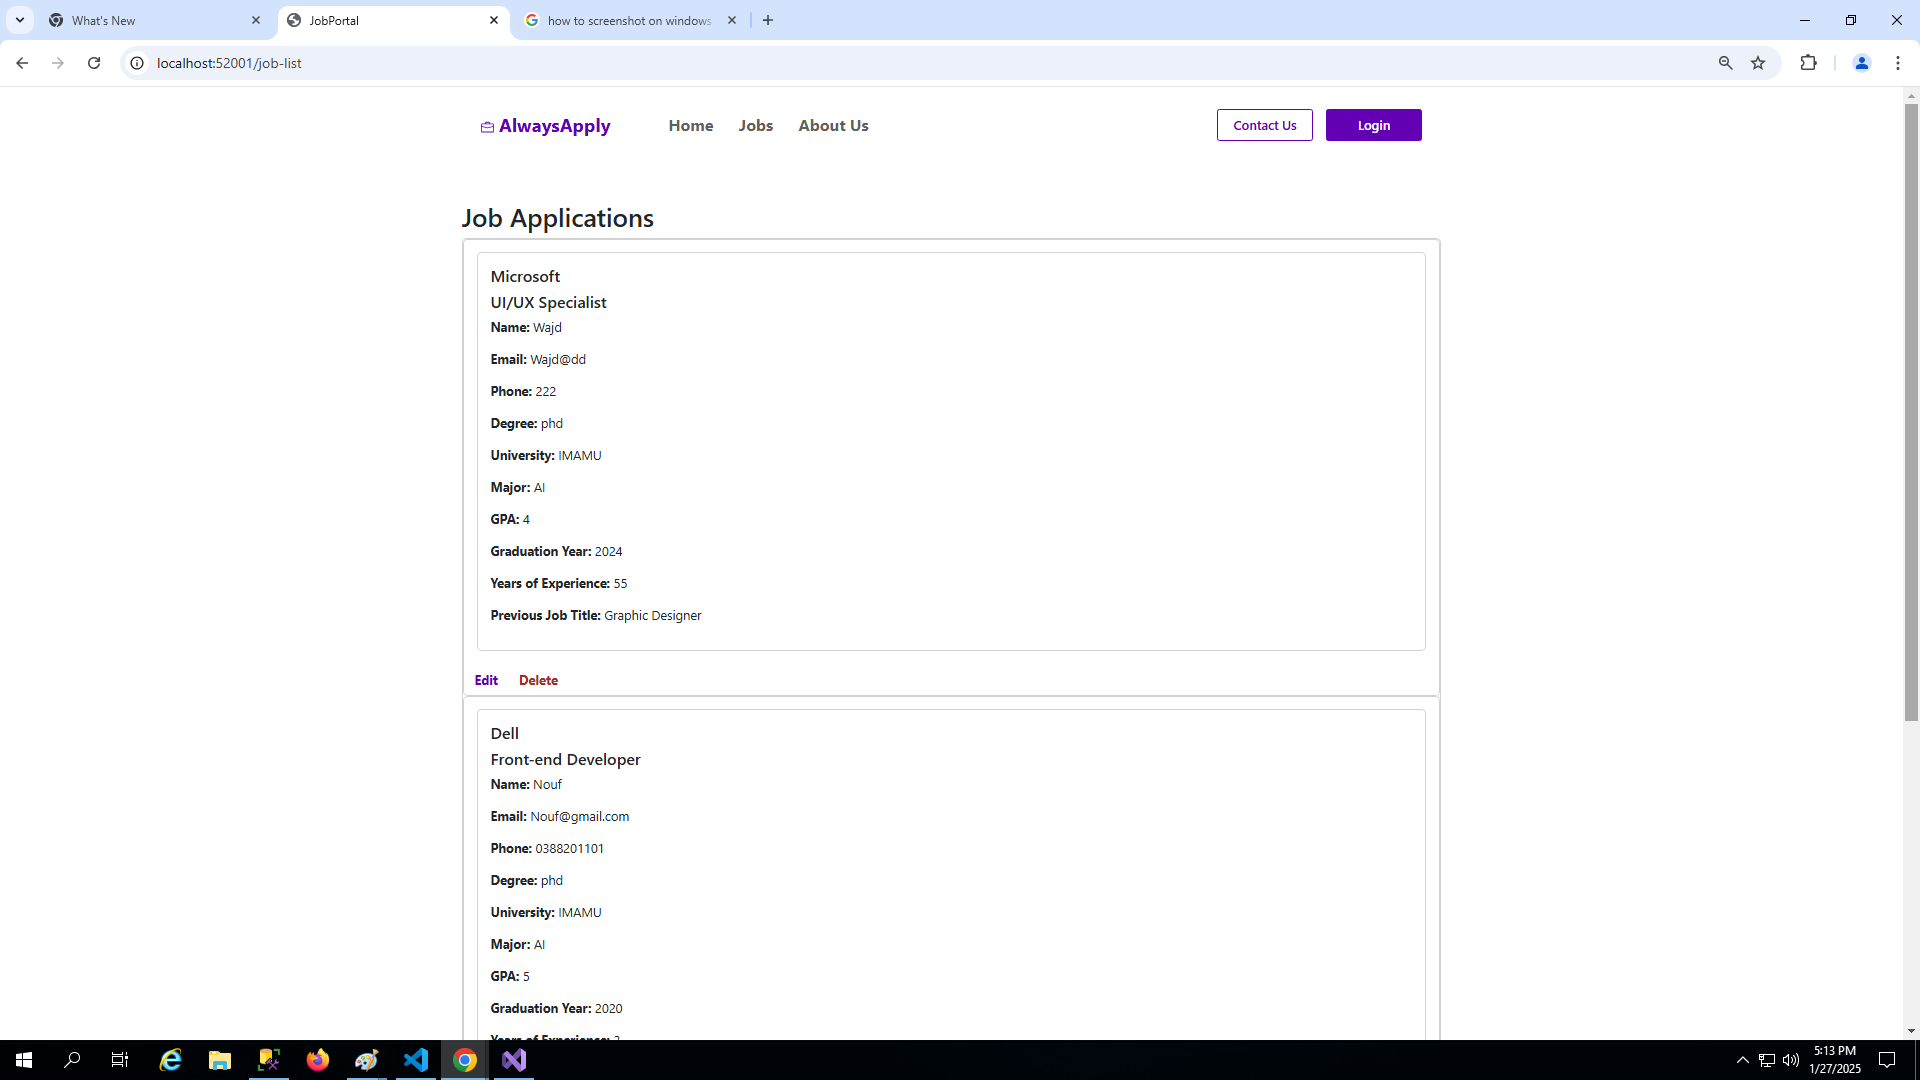 What's New
JobPortal
how to screenshot on windows
localhost:52001/job-list
AlwaysApply
Home
Jobs
About Us
Contact Us
Login
Job Applications
Microsoft
UI/UX Specialist
Name: Wajd
Email: Wajd@dd
Phone: 222
Degree: phd
University: IMAMU
Major: AI
GPA: 4
Graduation Year: 2024
Years of Experience: 55
Previous Job Title: Graphic Designer
Edit
Delete
Dell
Front-end Developer
Name: Nouf
Email: Nouf@gmail.com
Phone: 0388201101
Degree: phd
University: IMAMU
Major: AI
GPA: 5
Graduation Year: 2020
Years of Experience:
5:13 PM
1/27/2025